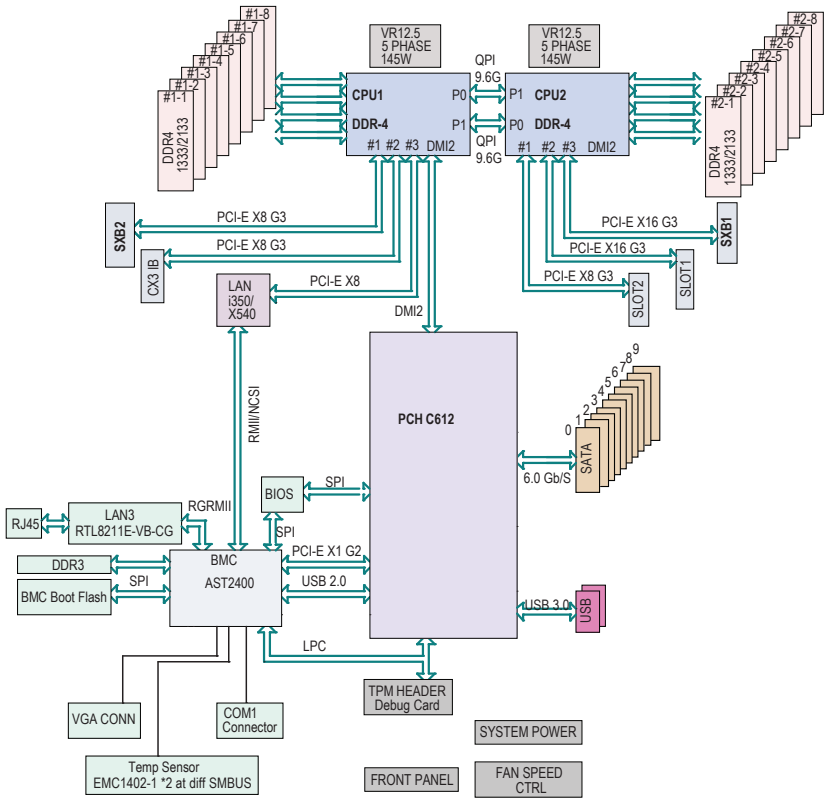 #1-8
#1-7
#1-6
#1-5
#1-4
#1-3
#1-2
#1-1
DDR4
1333/2133
VR12.5
5 PHASE
145W
QPI
9.6G
VR12.5
5 PHASE
145W
#2-8
#2-7
#2-6
#2-5
#2-4
#2-3
#2-2
#2-1
DDR4
1333/2133
CPU1
P0
DDR-4
P1
#1 #2 #3 DMI2
P1
CPU2
P0
DDR-4
#1
#2 #3 DMI2
QPI
9.6G
SXB2
PCI-E X8 G3
PCI-E X8 G3
CX3 IB
PCI-E X16 G3
SXB1
PCI-E X16 G3
SLOT1
PCI-E X8 G3
SLOT2
LAN
i350/
X540
PCI-E X8
DMI2
RMII/NCSI
PCH C612
0
1
2
3
4
5
6
7
8
9
SATA
6.0 Gb/S
BIOS
SPI
SPI
RJ45
LAN3
RTL8211E-VB-CG
RGRMII
DDR3
BMC
AST2400
PCI-E X1 G2
USB 2.0
SPI
BMC Boot Flash
USB 3.0
USB
LPC
VGA CONN
COM1
Connector
TPM HEADER
Debug Card
Temp Sensor
EMC1402-1 *2 at diff SMBUS
SYSTEM POWER
FRONT PANEL
FAN SPEED
CTRL